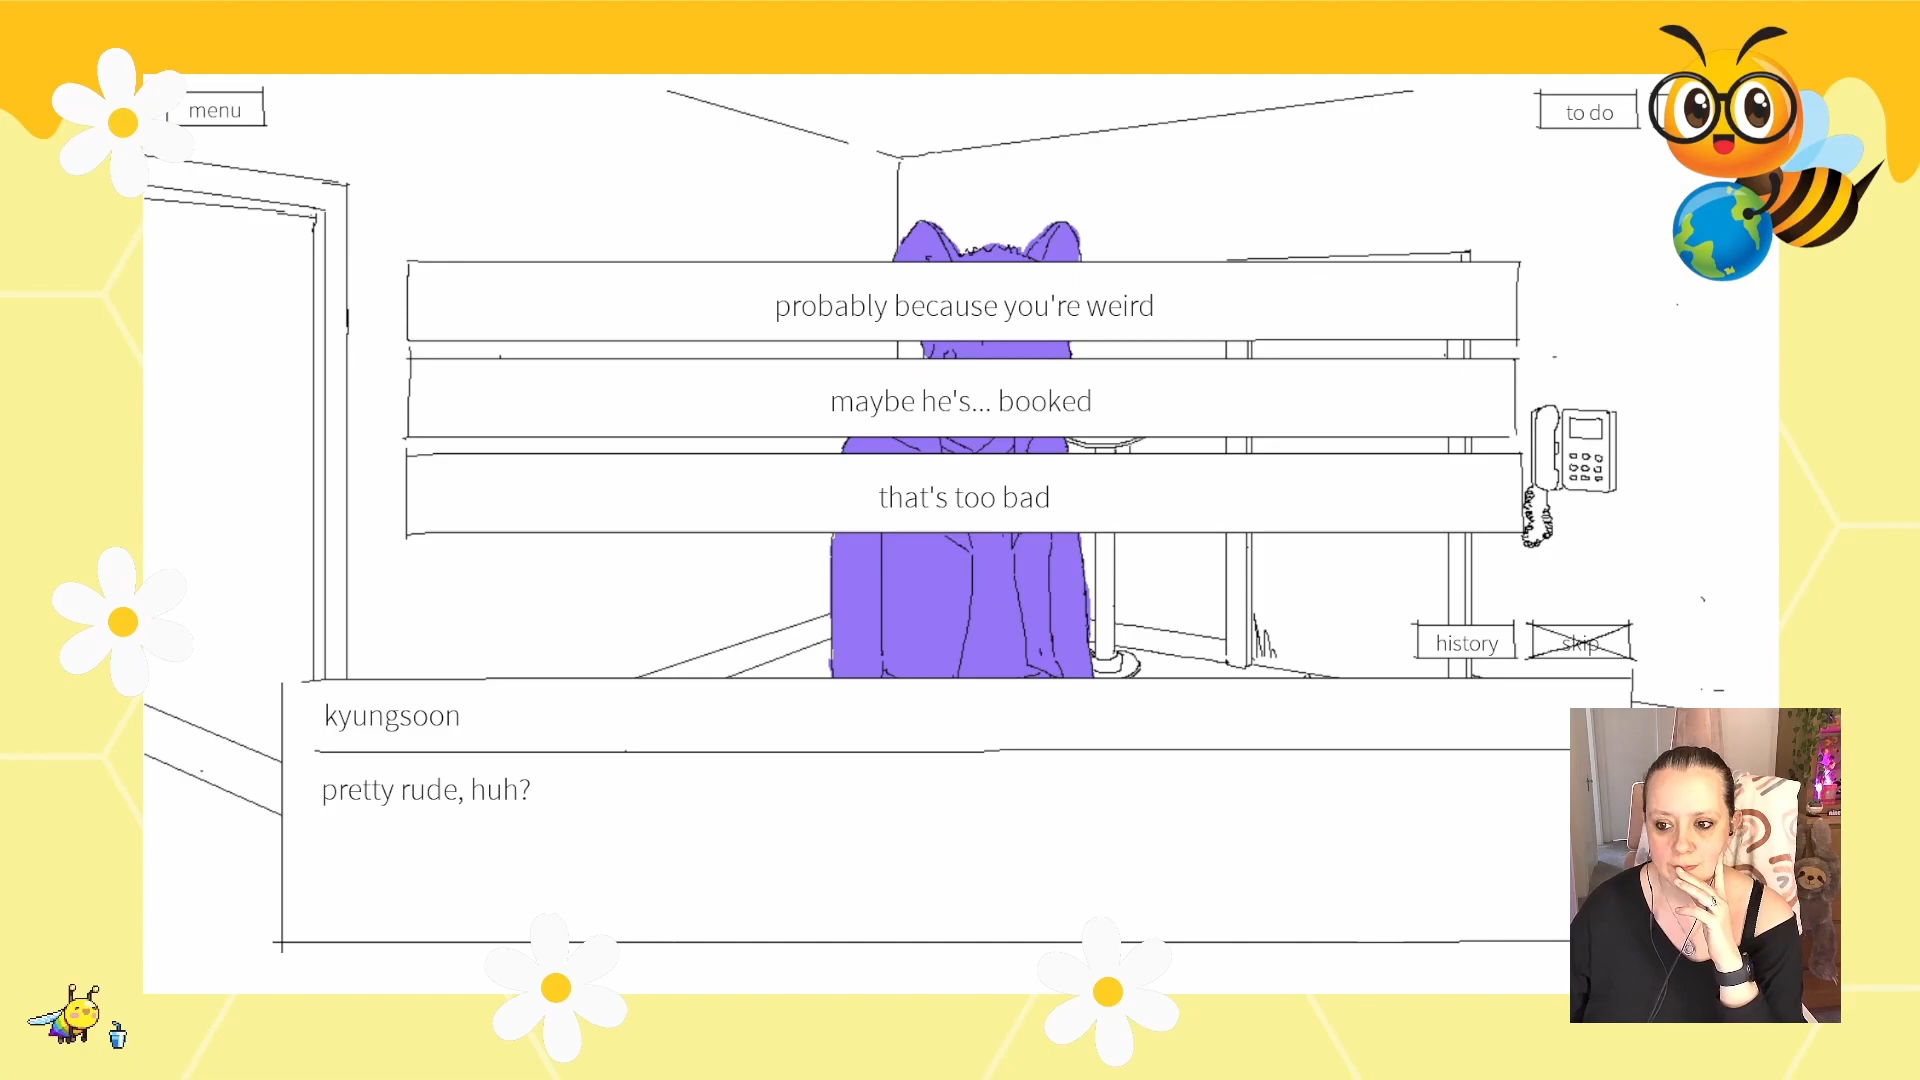 menu
to do
probably because you're weird
maybe he's... booked
that's too bad
history
skip
kyungsoon
pretty rude, huh?